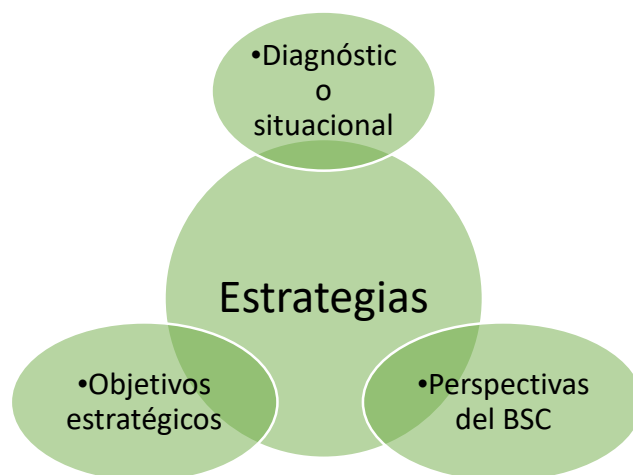 •Diagnóstic
o
situacional
Estrategias
•Objetivos
estratégicos
•Perspectivas
del BSC